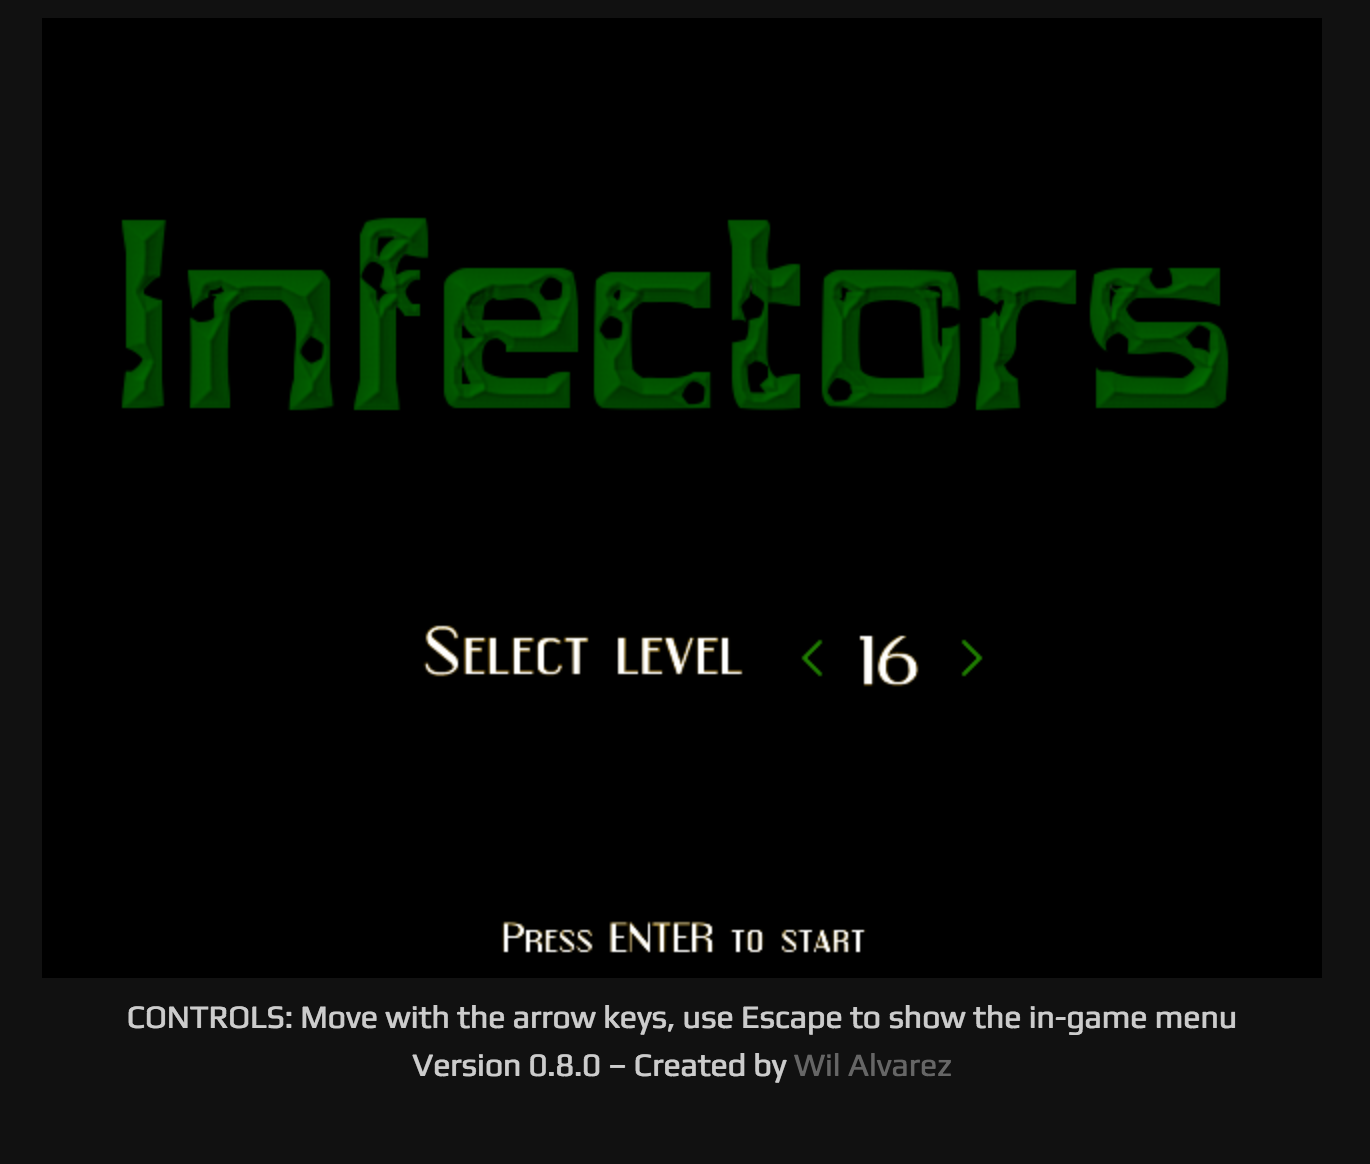 Infectors
Select level < 16 >
Press ENTER to start
CONTROLS: Move with the arrow keys, use Escape to show the in-game menu
Version 0.8.0 – Created by Wil Alvarez